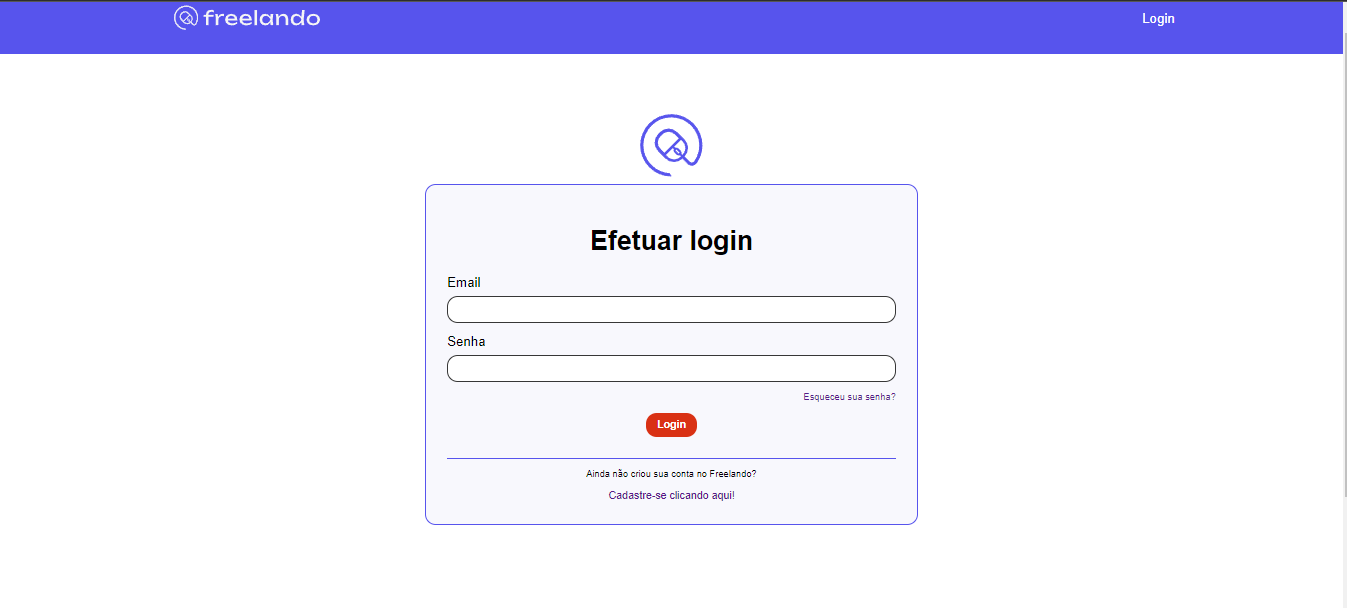 freelando
Login
Efetuar login
Email
Senha
Esqueceu sua senha?
Login
Ainda não criou sua conta no Freelando?
Cadastre-se clicando aqui!